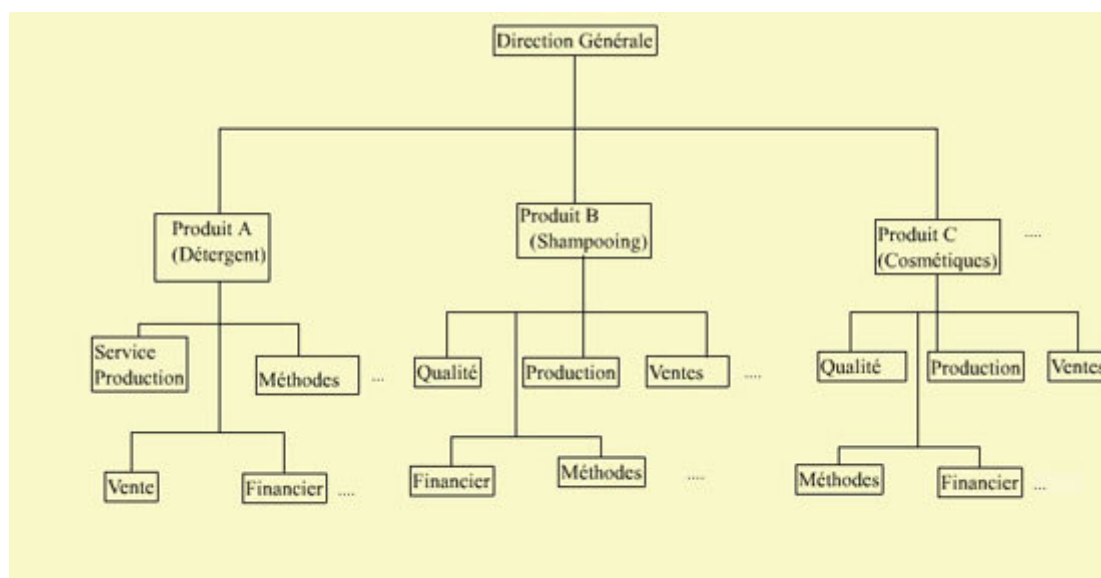 Direction Générale
Produit A
(Détergent)
Produit B
(Shampooing)
Produit C
(Cosmétiques)
....
Service
Production
Méthodes
...
Qualité
Production
Ventes
....
Qualité
Production
....
Ventes
Vente
Financier
....
Financier
Méthodes
....
Méthodes
Financier
...